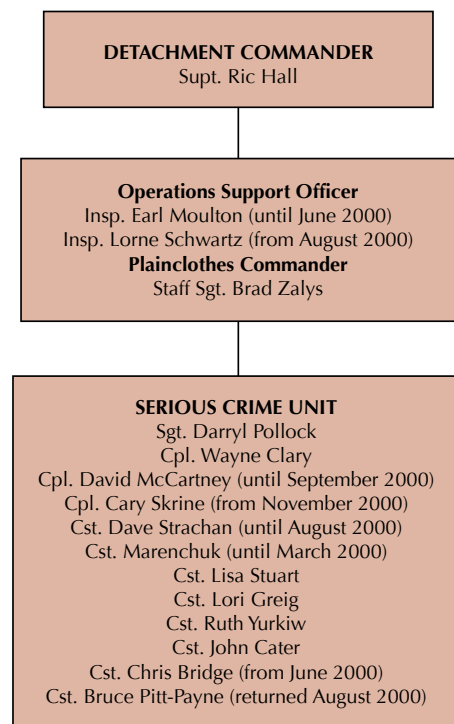 DETACHMENT COMMANDER
Supt. Ric Hall
Operations Support Officer
Insp. Earl Moulton (until June 2000)
Insp. Lorne Schwartz (from August 2000)
Plainclothes Commander
Staff Sgt. Brad Zalys
SERIOUS CRIME UNIT
Sgt. Darryl Pollock
Cpl. Wayne Clary
Cpl. David McCartney (until September 2000)
Cpl. Cary Skrine (from November 2000)
Cst. Dave Strachan (until August 2000)
Cst. Marenchuk (until March 2000)
Cst. Lisa Stuart
Cst. Lori Greig
Cst. Ruth Yurkiw
Cst. John Cater
Cst. Chris Bridge (from June 2000)
Cst. Bruce Pitt-Payne (returned August 2000)